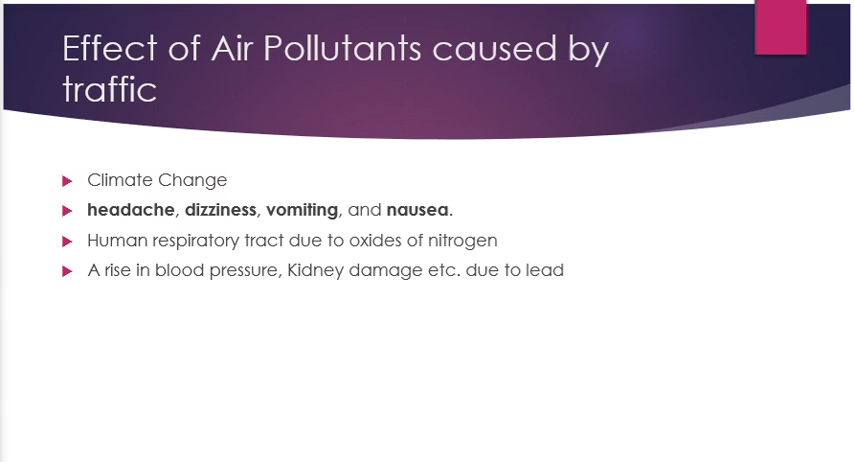 Effect of Air Pollutants caused by
traffic
Climate Change
headache, dizziness, vomiting, and nausea.
Human respiratory tract due to oxides of nitrogen
A rise in blood pressure, Kidney damage etc. due to lead